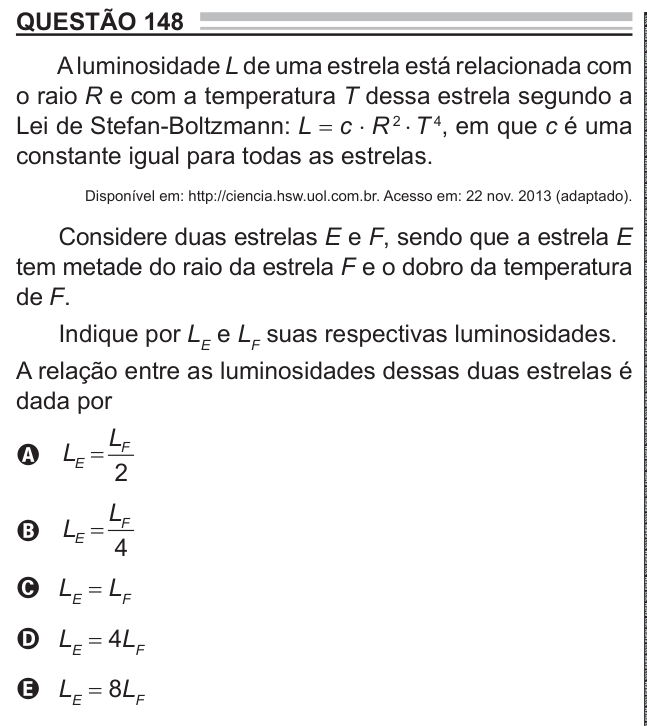 QUESTÃO 148
A luminosidade L de uma estrela está relacionada com
o raio R e com a temperatura T dessa estrela segundo a
Lei de Stefan-Boltzmann: L = c · R² · T⁴, em que c é uma
constante igual para todas as estrelas.
Disponível em: http://ciencia.hsw.uol.com.br. Acesso em: 22 nov. 2013 (adaptado).
Considere duas estrelas E e F, sendo que a estrela E
tem metade do raio da estrela F e o dobro da temperatura
de F.
Indique por L_E e L_F suas respectivas luminosidades.
A relação entre as luminosidades dessas duas estrelas é
dada por
A L_E = L_F/2
B L_E = L_F/4
C L_E = L_F
D L_E = 4L_F
E L_E = 8L_F